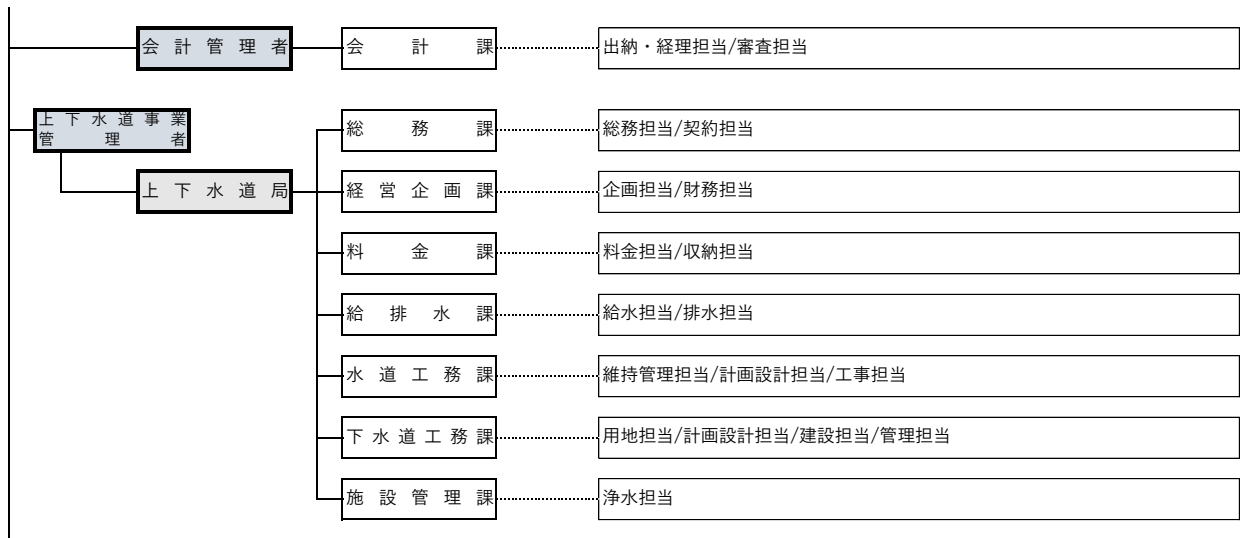 会計管理者
会計課
出納・経理担当/審査担当
上下水道事業
管理者
総務課
総務担当/契約担当
上下水道局
経営企画課
企画担当/財務担当
料金課
料金担当/収納担当
給排水課
給水担当/排水担当
水道工務課
維持管理担当/計画設計担当/工事担当
下水道工務課
用地担当/計画設計担当/建設担当/管理担当
施設管理課
浄水担当